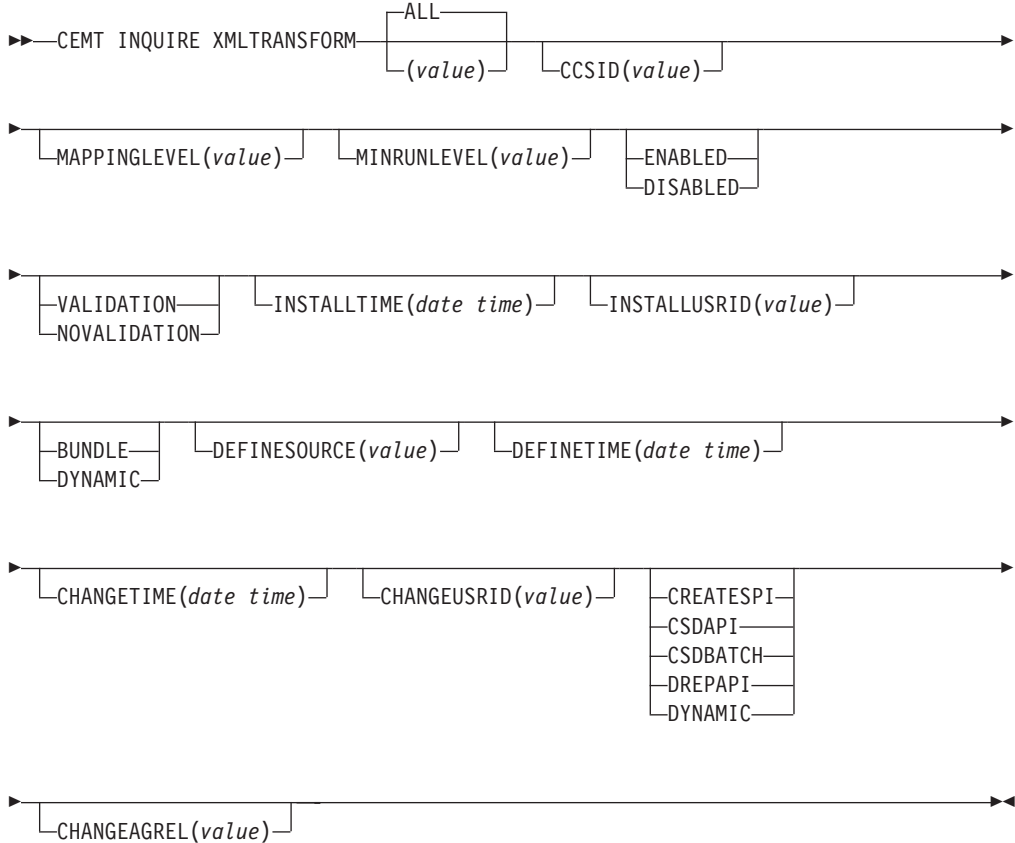 ALL
CEMT INQUIRE XMLTRANSFORM
(value) CCSID(value)
MAPPINGLEVEL(value) MINRUNLEVEL(value) ENABLED
DISABLED
VALIDATION INSTALLTIME(date time) INSTALLUSRID(value)
NOVALIDATION
BUNDLE DEFINESOURCE(value) DEFINETIME(date time)
DYNAMIC
CHANGETIME(date time) CHANGEUSRID(value) CREATESPI
CSDAPI
CSDBATCH
DREPAPI
DYNAMIC
CHANGEAGREL(value)